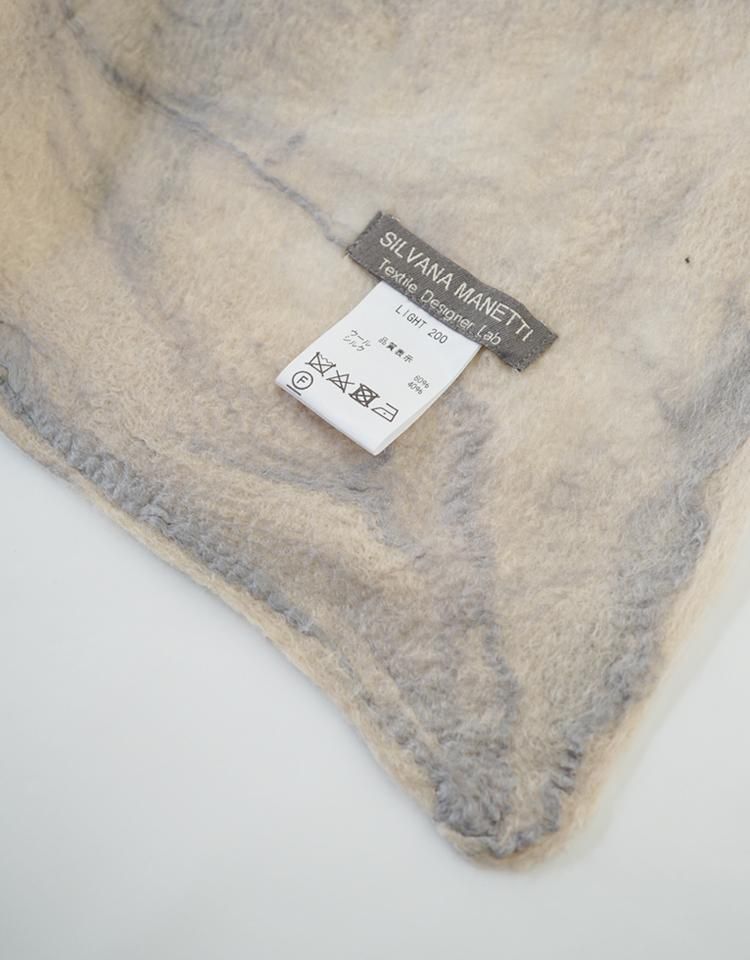 SILVANA MANETTI
Textile Designer Lab
LIGHT 200
品質表示
ウール 60%
シルク 40%
F